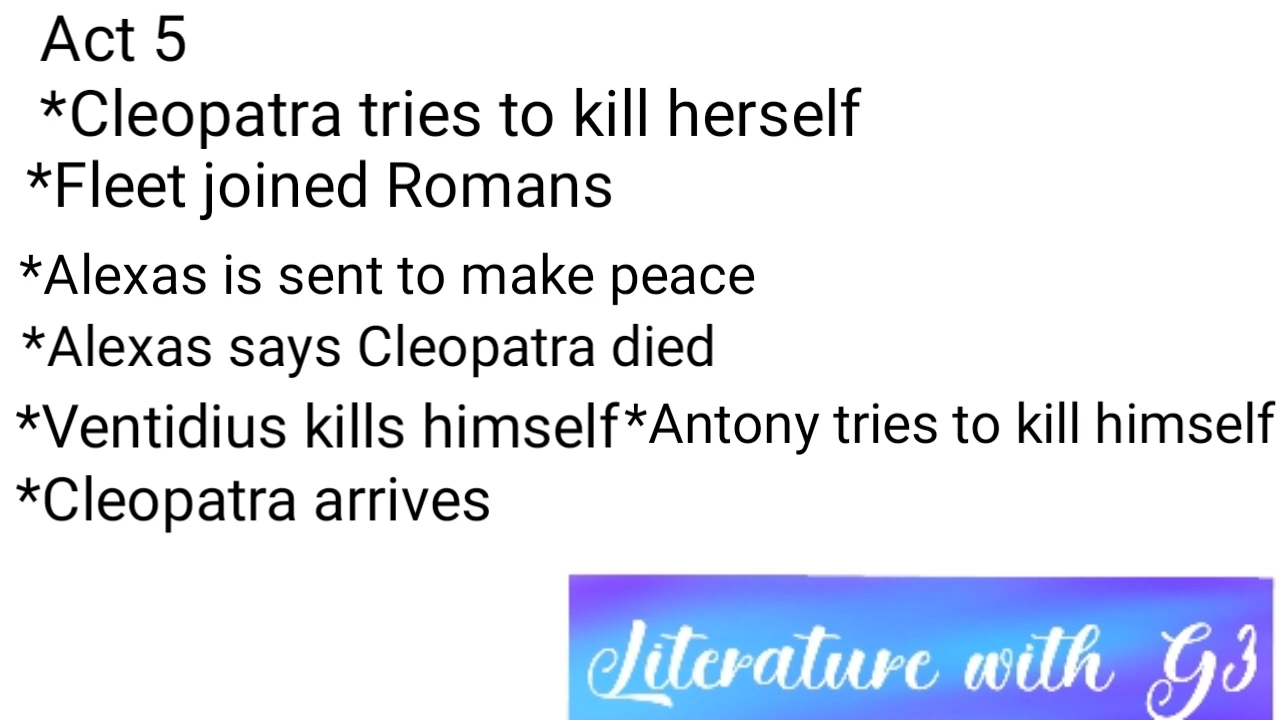 Act 5
*Cleopatra tries to kill herself
*Fleet joined Romans
*Alexas is sent to make peace
*Alexas says Cleopatra died
*Ventidius kills himself *Antony tries to kill himself
*Cleopatra arrives
Literature with G3